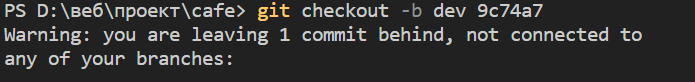 PS D:\веб\проект\cafe> git checkout -b dev 9c74a7
Warning: you are leaving 1 commit behind, not connected to
any of your branches: